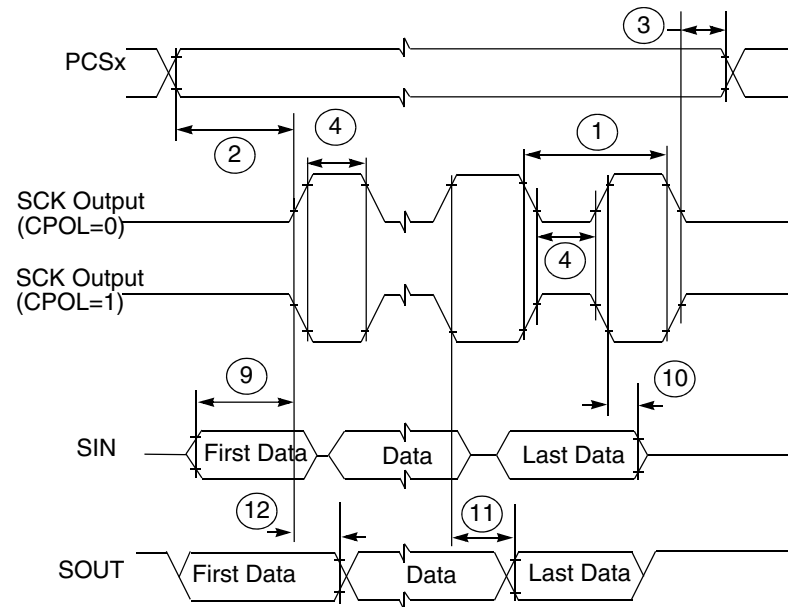 3
PCSx
2
4
1
SCK Output
(CPOL=0)
4
SCK Output
(CPOL=1)
9
10
SIN
First Data
Data
Last Data
12
11
SOUT
First Data
Data
Last Data